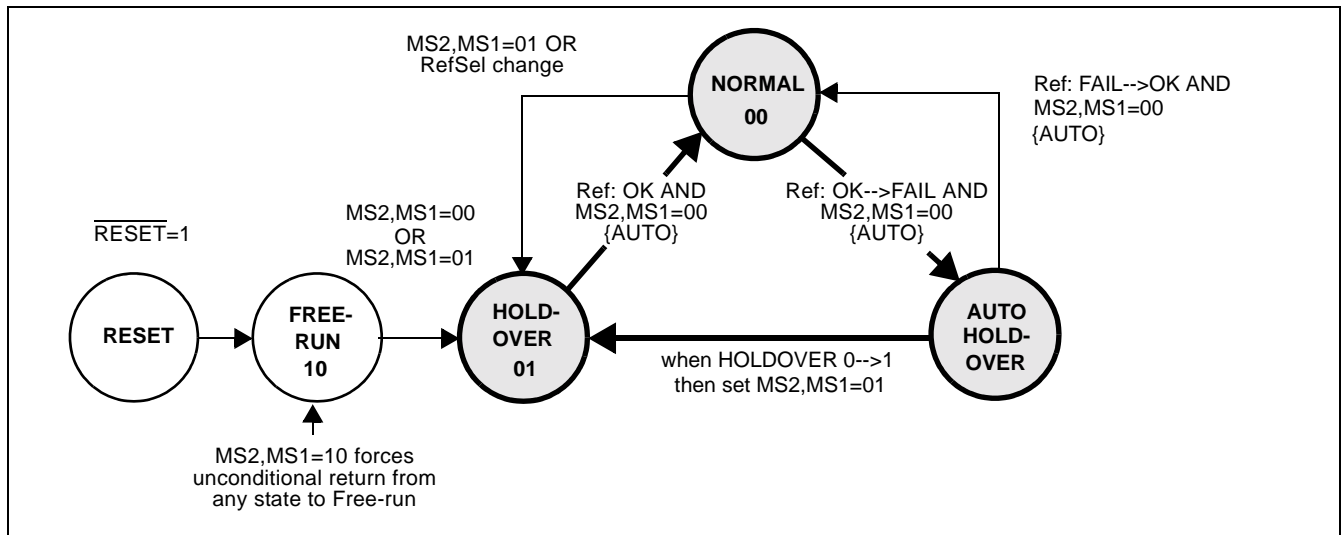 MS2,MS1=01 OR
RefSel change
NORMAL
00
Ref: FAIL-->OK AND
MS2,MS1=00
{AUTO}
Ref: OK AND
MS2,MS1=00
{AUTO}
Ref: OK-->FAIL AND
MS2,MS1=00
{AUTO}
RESET=1
MS2,MS1=00
OR
MS2,MS1=01
RESET
FREE-
RUN
10
HOLD-
OVER
01
AUTO
HOLD-
OVER
when HOLDOVER 0-->1
then set MS2,MS1=01
MS2,MS1=10 forces
unconditional return from
any state to Free-run